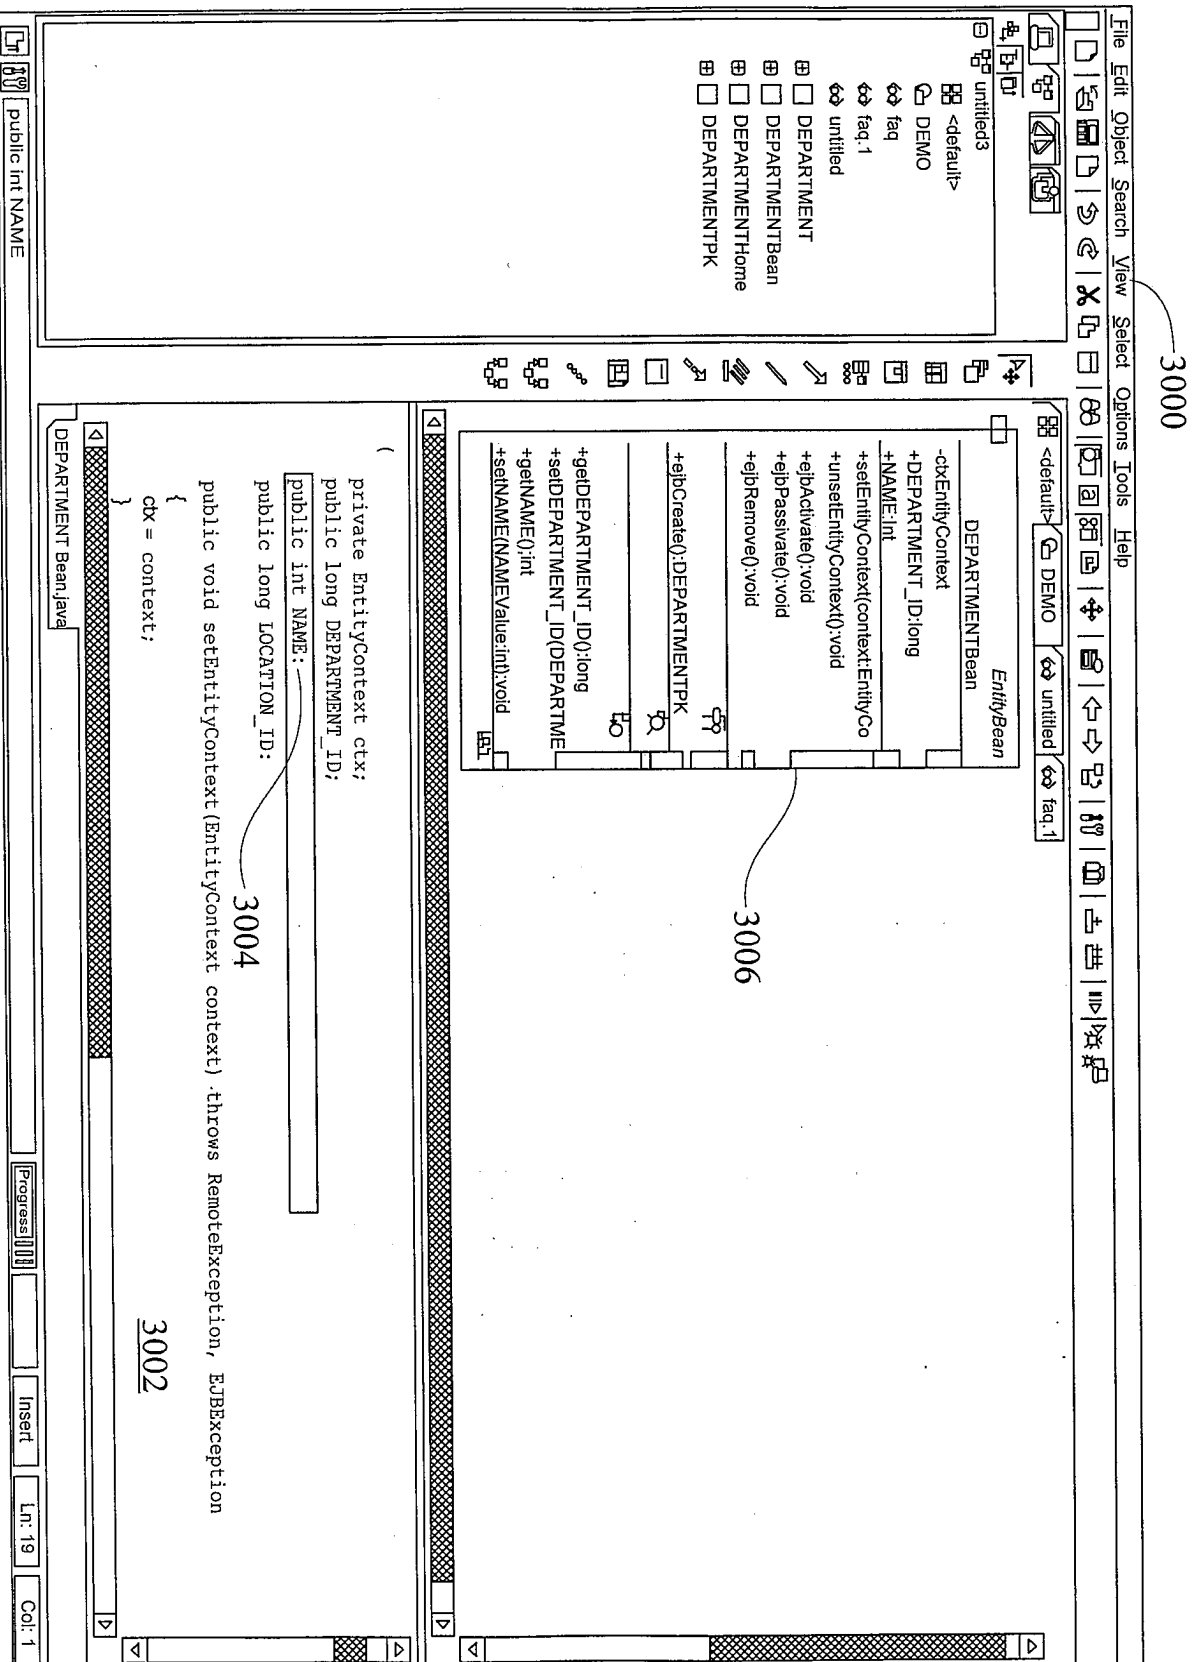 3000
File Edit Object Search View Select Options Tools Help
untitled3
<default>
DEMO
faq
faq.1
untitled
DEPARTMENT
DEPARTMENTBean
DEPARTMENTHome
DEPARTMENTPK
<default> DEMO untitled faq.1
EntityBean
DEPARTMENTBean
-ctxEntityContext
+DEPARTMENT_ID:long
+NAME:Int
+setEntityContext(context:EntityCo
+unsetEntityContext():void
+ejbActivate():void
+ejbPassivate():void
+ejbRemove():void
+ejbCreate():DEPARTMENTPK
+getDEPARTMENT_ID():long
+setDEPARTMENT_ID(DEPARTME
+getNAME():int
+setNAME(NAMEValue:int):void
3006
(
private EntityContext ctx;
public long DEPARTMENT_ID;
public int NAME:
public long LOCATION_ID:
3004
public void setEntityContext(EntityContext context) throws RemoteException, EJBException
{
ctx = context;
}
3002
DEPARTMENT Bean.java
public int NAME
Progress
Insert
Ln: 19
Col: 1